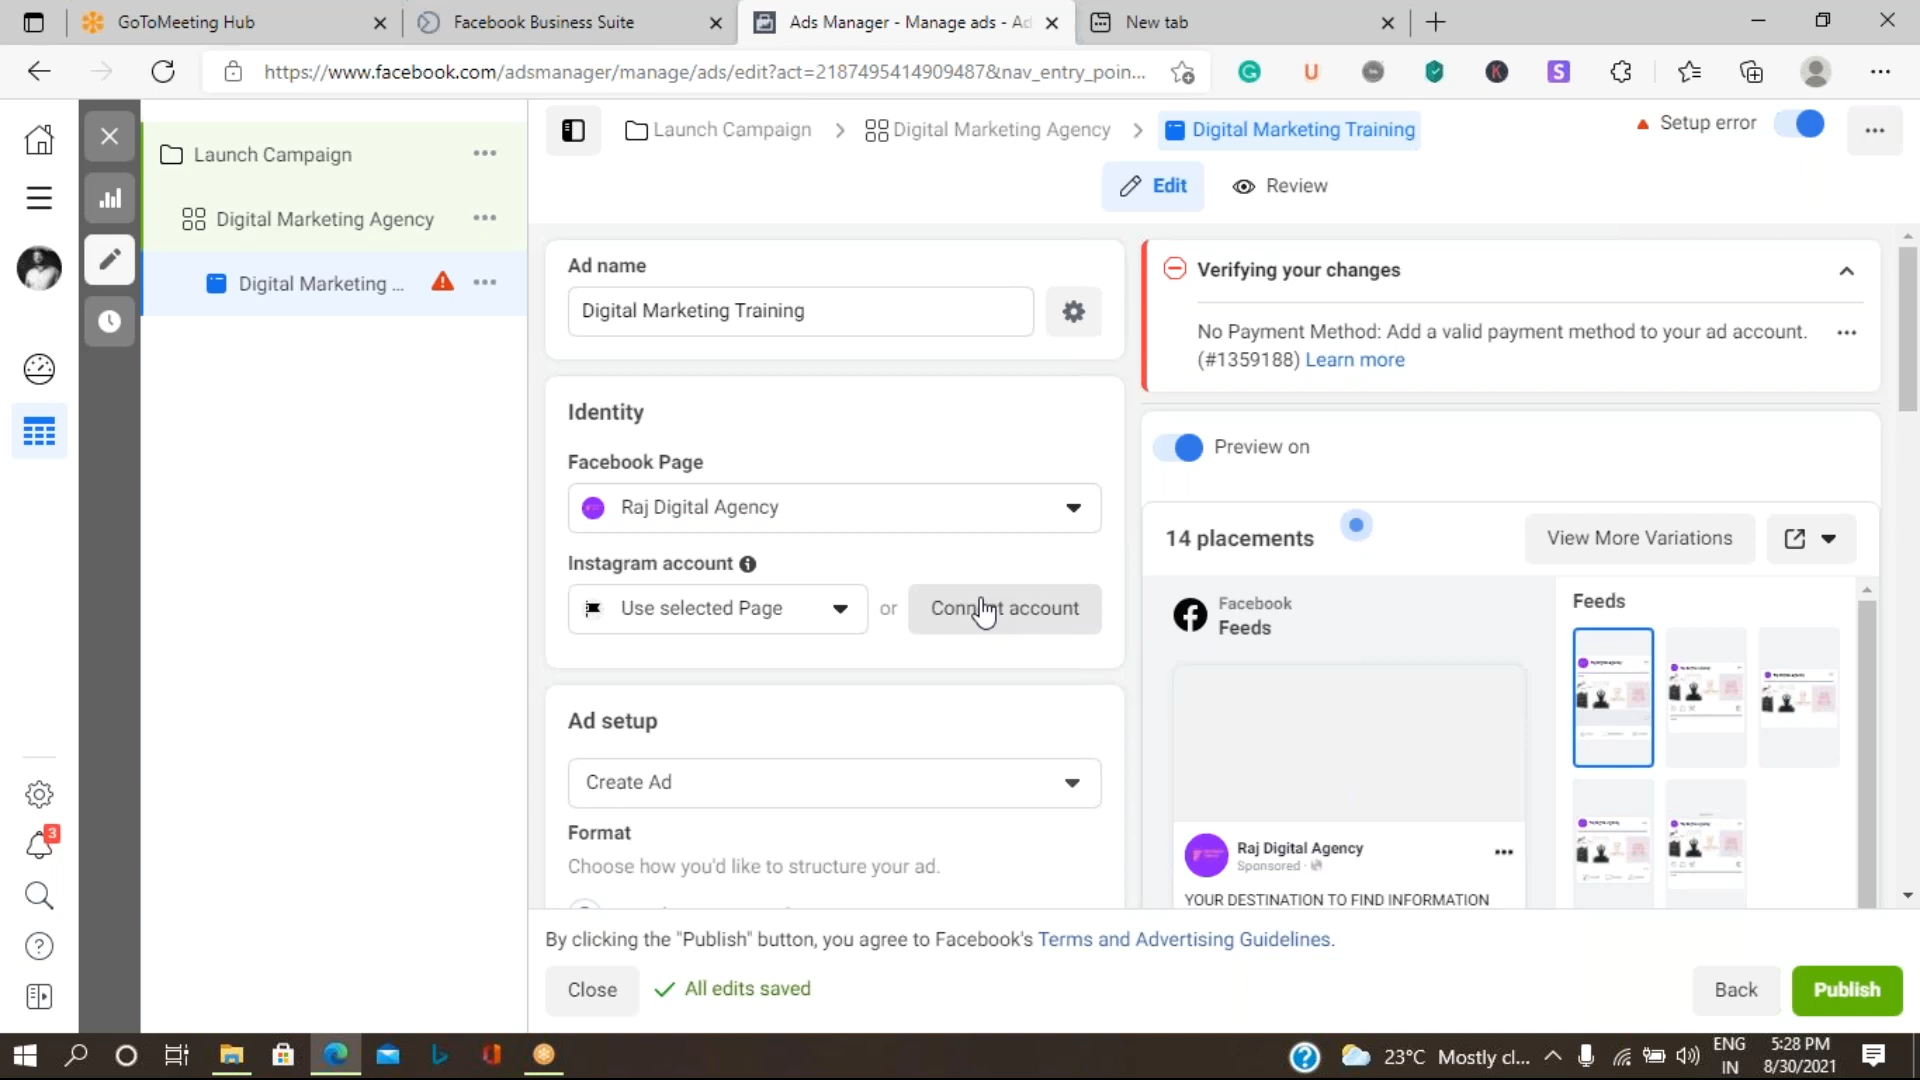 GoToMeeting Hub
Facebook Business Suite
Ads Manager - Manage ads - Ad
New tab
https://www.facebook.com/adsmanager/manage/ads/edit?act=2187495414909487&nav_entry_poin...
Launch Campaign
Digital Marketing Agency
Digital Marketing ...
Launch Campaign
Digital Marketing Agency
Digital Marketing Training
Setup error
Edit
Review
Ad name
Digital Marketing Training
Identity
Facebook Page
Raj Digital Agency
Instagram account
Use selected Page
or
Connect account
Ad setup
Create Ad
Format
Choose how you'd like to structure your ad.
Verifying your changes
No Payment Method: Add a valid payment method to your ad account.
(#1359188) Learn more
Preview on
14 placements
View More Variations
Facebook
Feeds
Feeds
Raj Digital Agency
Sponsored ·
YOUR DESTINATION TO FIND INFORMATION
By clicking the "Publish" button, you agree to Facebook's Terms and Advertising Guidelines.
Close
All edits saved
Back
Publish
3
23°C Mostly cl...
ENG
IN
5:28 PM
8/30/2021